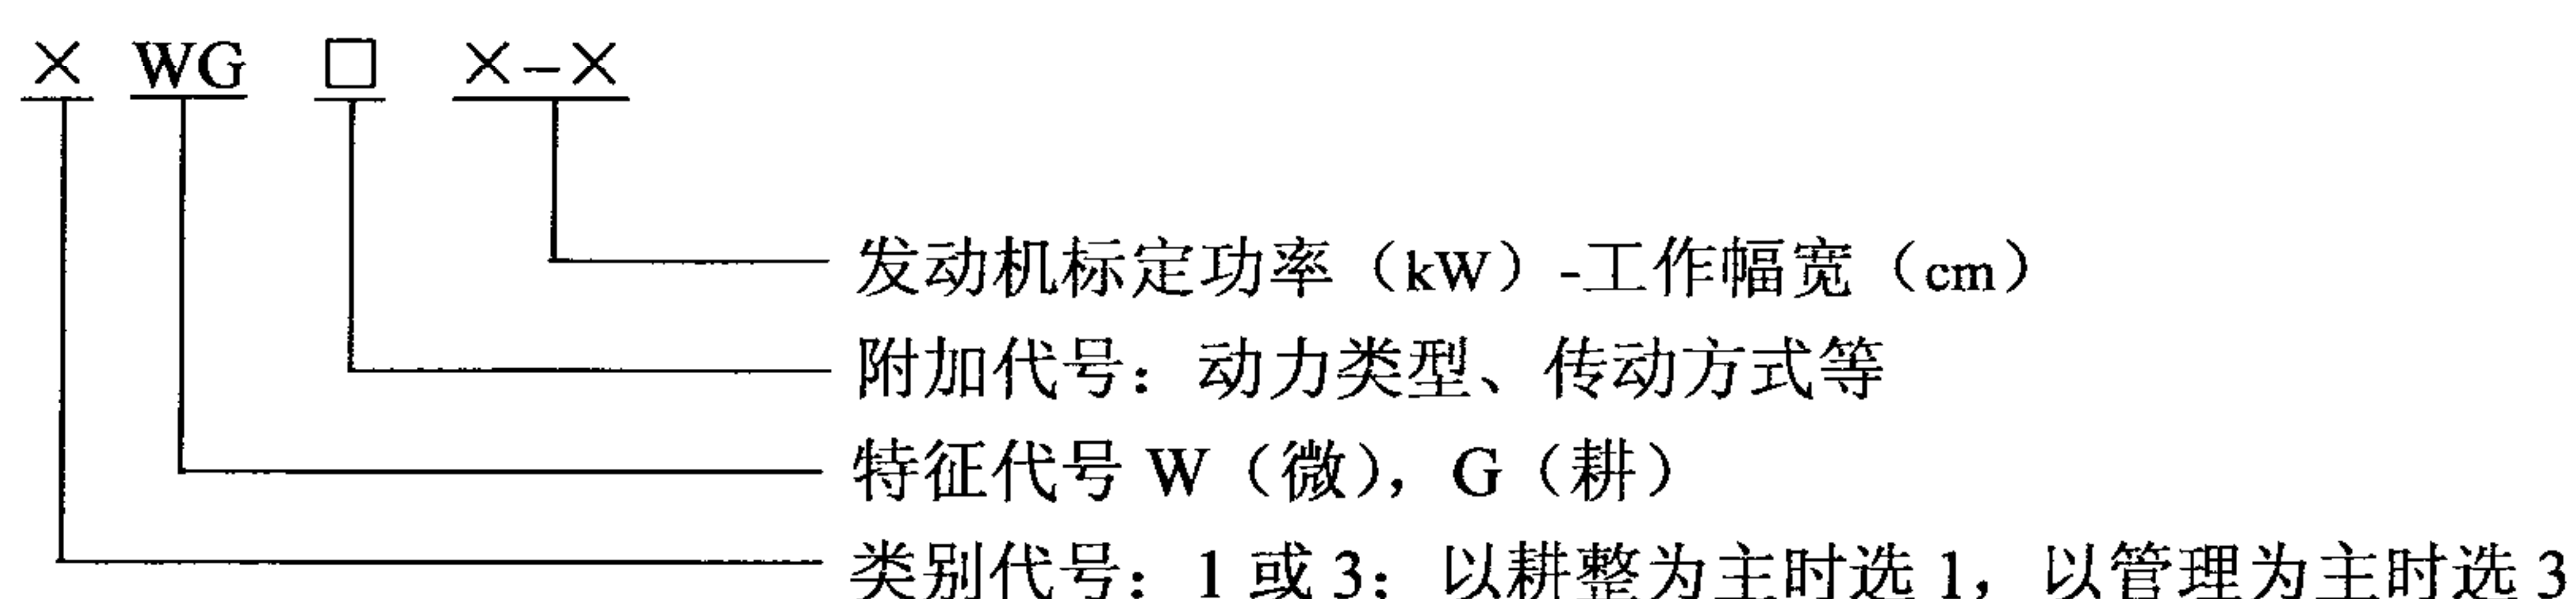 × WG □ ×-×
发动机标定功率（kW）-工作幅宽（cm）
附加代号：动力类型、传动方式等
特征代号 W（微），G（耕）
类别代号：1 或 3；以耕整为主时选 1，以管理为主时选 3